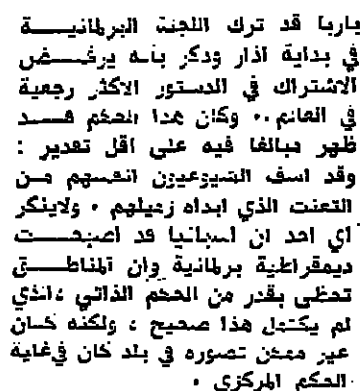 باربا قد ترك اللجنة البرلمانية
في بداية اذار وذكر بأنه يرفض
الاشتراك في الدستور الاكثر رجعية
في العالم .. وكان هذا الحكم قد
ظهر مبالغا فيه على اقل تقدير :
وقد اسف الشيوعيون انفسهم من
التعنت الذي ابداه زميلهم . ولاينكر
اي احد ان اسبانيا قد اصبحت
ديمقراطية برلمانية وان المناطق
تحظى بقدر من الحكم الذاتي ، الذي
لم يكتمل هذا صحيح ، ولكنه كان
غير ممكن تصوره في بلد كان في غاية
الحكم المركزي .